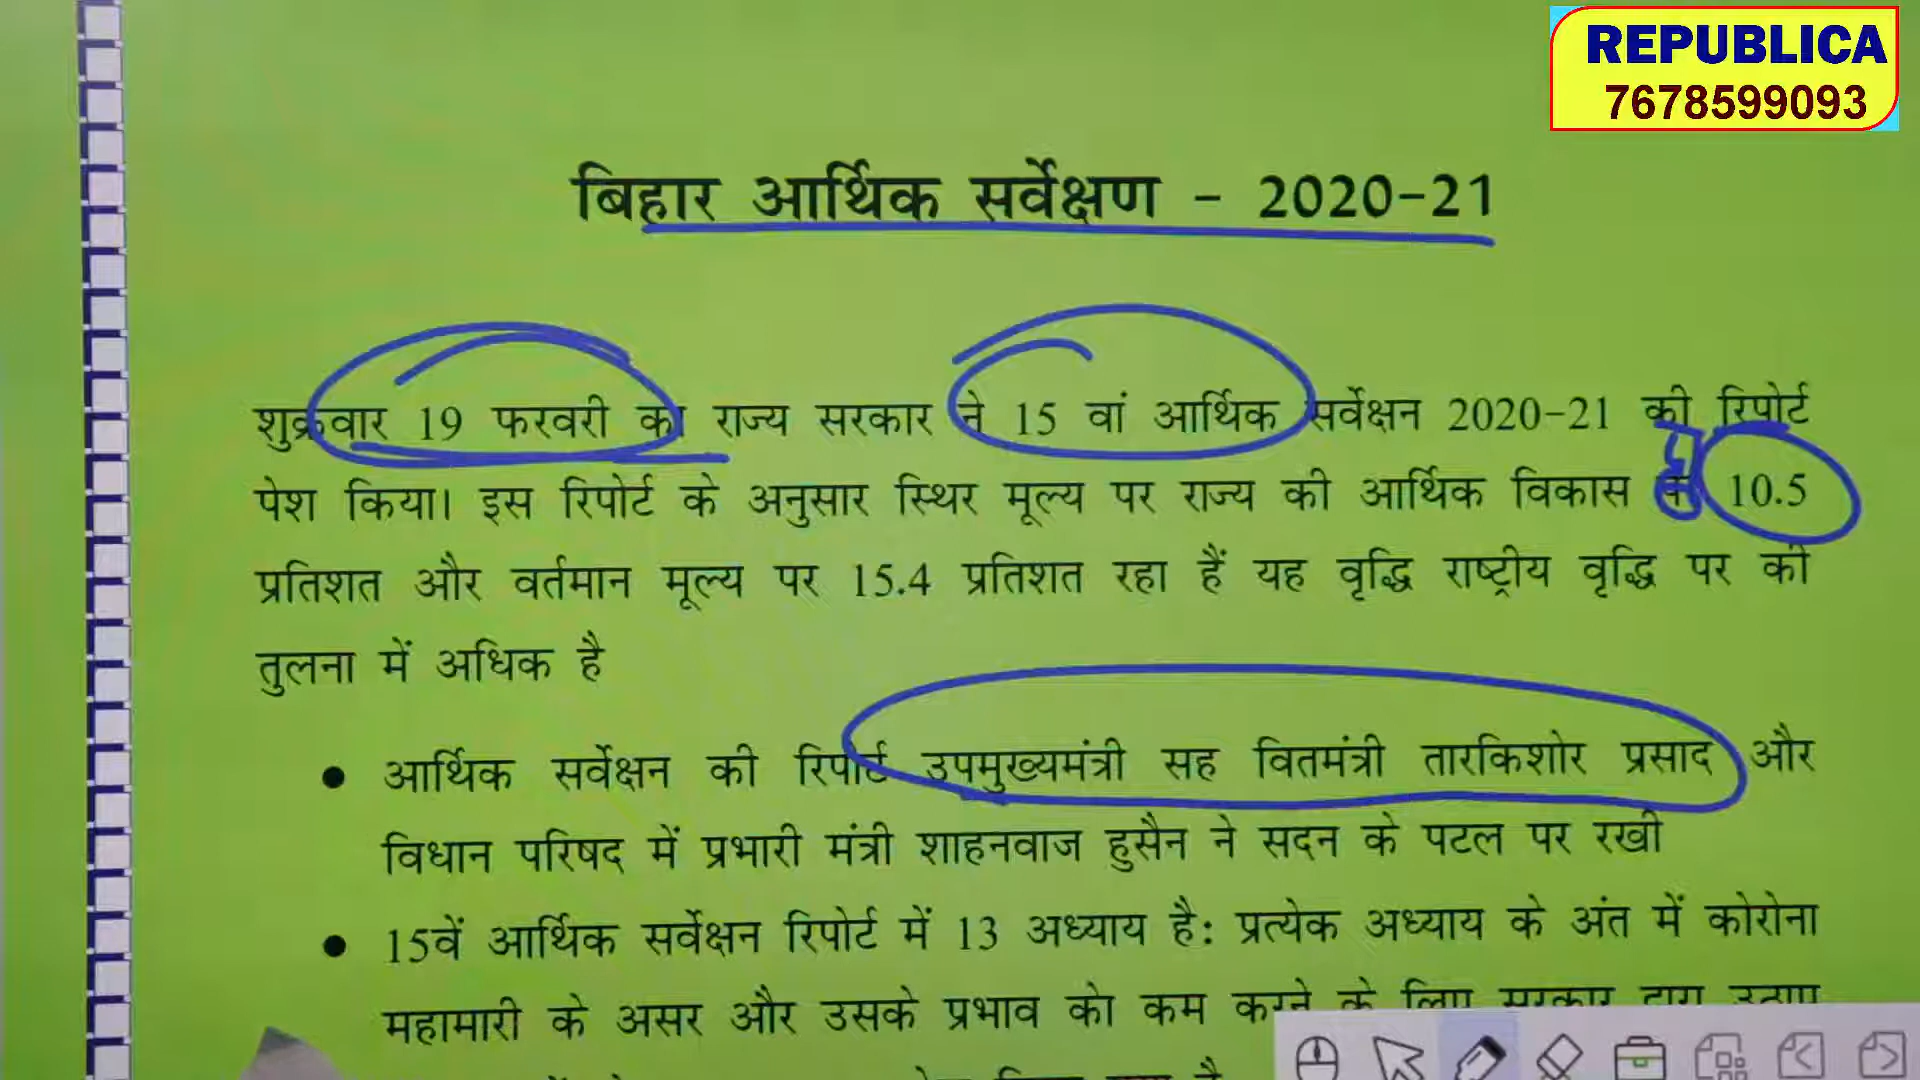 REPUBLICA
7678599093
बिहार आर्थिक सर्वेक्षण - 2020-21
शुक्रवार 19 फरवरी को राज्य सरकार ने 15 वां आर्थिक सर्वेक्षन 2020-21 की रिपोर्ट
पेश किया। इस रिपोर्ट के अनुसार स्थिर मूल्य पर राज्य की आर्थिक विकास 10.5
प्रतिशत और वर्तमान मूल्य पर 15.4 प्रतिशत रहा हैं यह वृद्धि राष्ट्रीय वृद्धि पर की
तुलना में अधिक है
● आर्थिक सर्वेक्षन की रिपोर्ट उपमुख्यमंत्री सह वितमंत्री तारकिशोर प्रसाद और
विधान परिषद में प्रभारी मंत्री शाहनवाज हुसैन ने सदन के पटल पर रखी
● 15वें आर्थिक सर्वेक्षन रिपोर्ट में 13 अध्याय है: प्रत्येक अध्याय के अंत में कोरोना
महामारी के असर और उसके प्रभाव को कम करने के लिए सरकार द्वारा उठाए